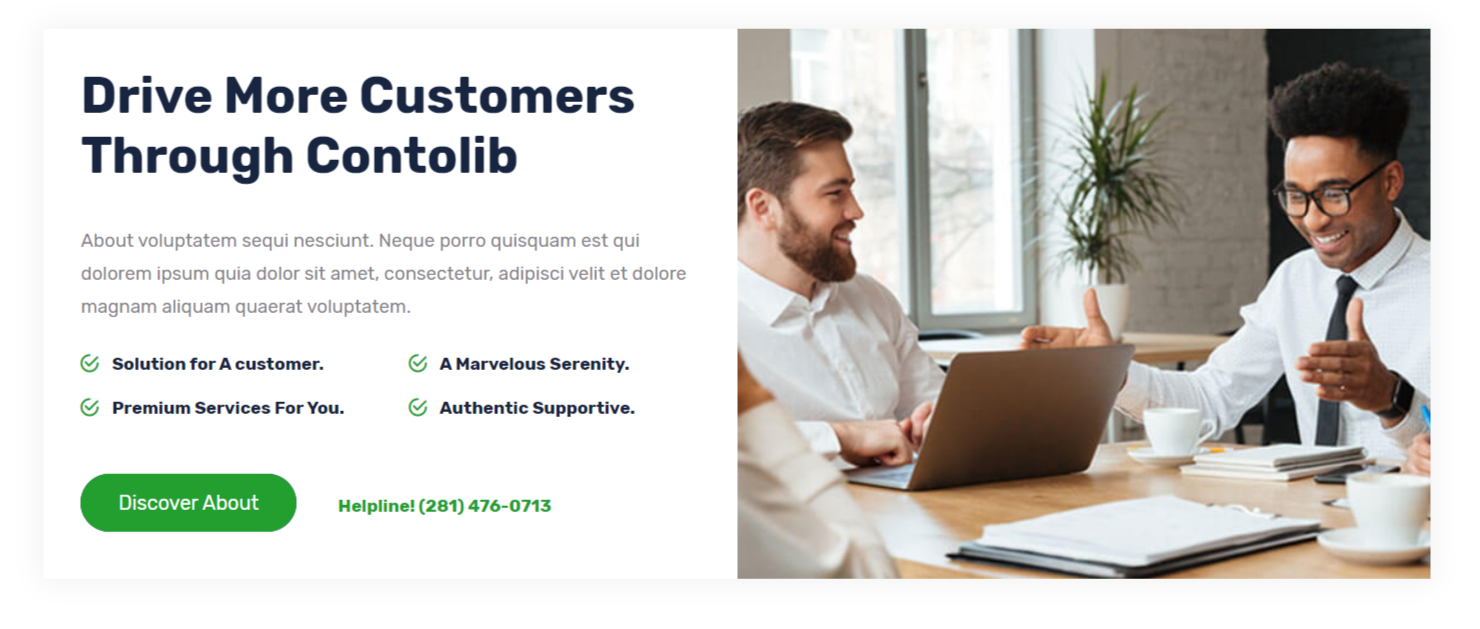 Drive More Customers
Through Contolib
About voluptatem sequi nesciunt. Neque porro quisquam est qui
dolorem ipsum quia dolor sit amet, consectetur, adipisci velit et dolore
magnam aliquam quaerat voluptatem.
Solution for A customer.
A Marvelous Serenity.
Premium Services For You.
Authentic Supportive.
Discover About
Helpline! (281) 476-0713